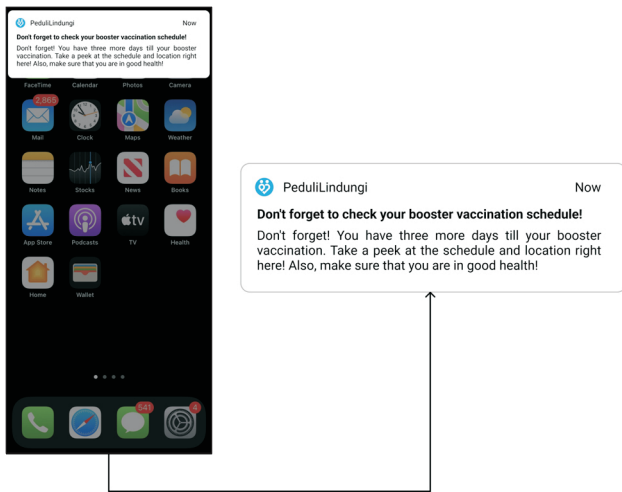 PeduliLindungi Now
Don't forget to check your booster vaccination schedule!
Don't forget! You have three more days till your booster
vaccination. Take a peek at the schedule and location right
here! Also, make sure that you are in good health!
FaceTime Calendar Photos Camera
2,865
Mail Clock Maps Weather
Notes Stocks News Books
tv
App Store Podcasts TV Health
Home Wallet
541 4
PeduliLindungi Now
Don't forget to check your booster vaccination schedule!
Don't forget! You have three more days till your booster
vaccination. Take a peek at the schedule and location right
here! Also, make sure that you are in good health!